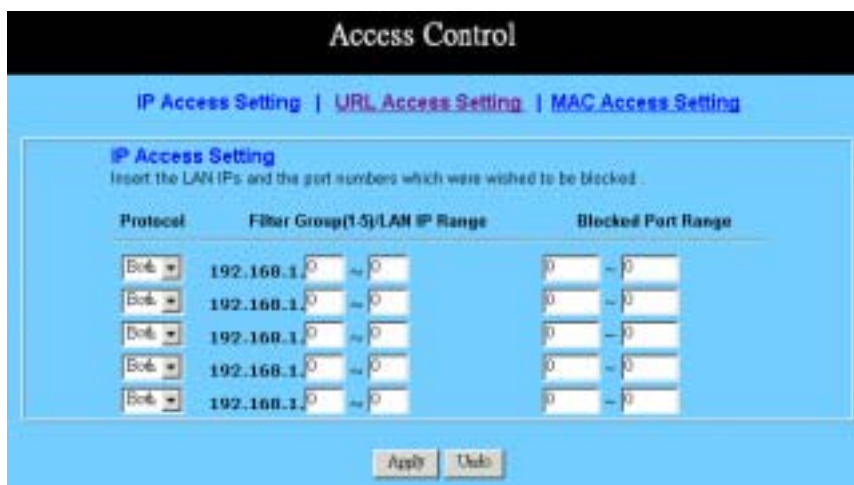 Access Control
IP Access Setting | URL Access Setting | MAC Access Setting
IP Access Setting
Insert the LAN IPs and the port numbers which were wished to be blocked .
Protocol Filter Group(1-5)/LAN IP Range Blocked Port Range
Both 192.168.1. 0 ~ 0 0 ~ 0
Both 192.168.1. 0 ~ 0 0 ~ 0
Both 192.168.1. 0 ~ 0 0 ~ 0
Both 192.168.1. 0 ~ 0 0 ~ 0
Both 192.168.1. 0 ~ 0 0 ~ 0
Apply Undo